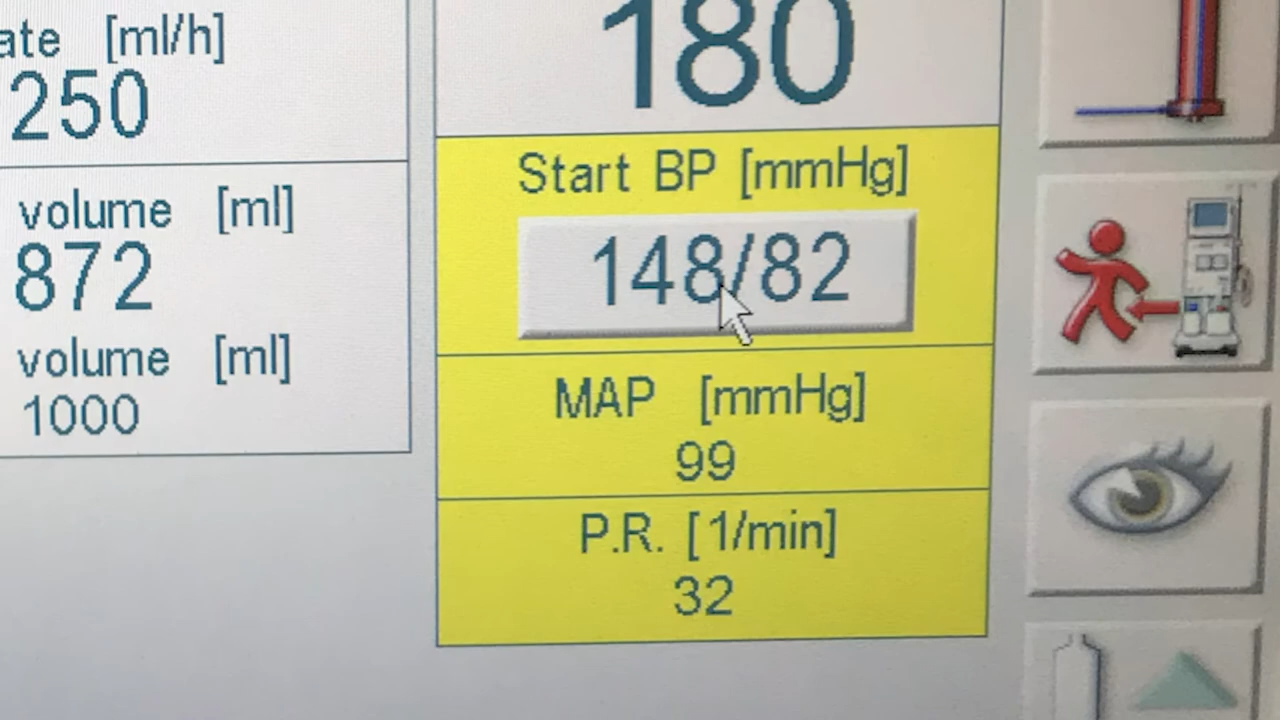 ate [ml/h]
250
volume [ml]
872
volume [ml]
1000
180
Start BP [mmHg]
148/82
MAP [mmHg]
99
P.R. [1/min]
32